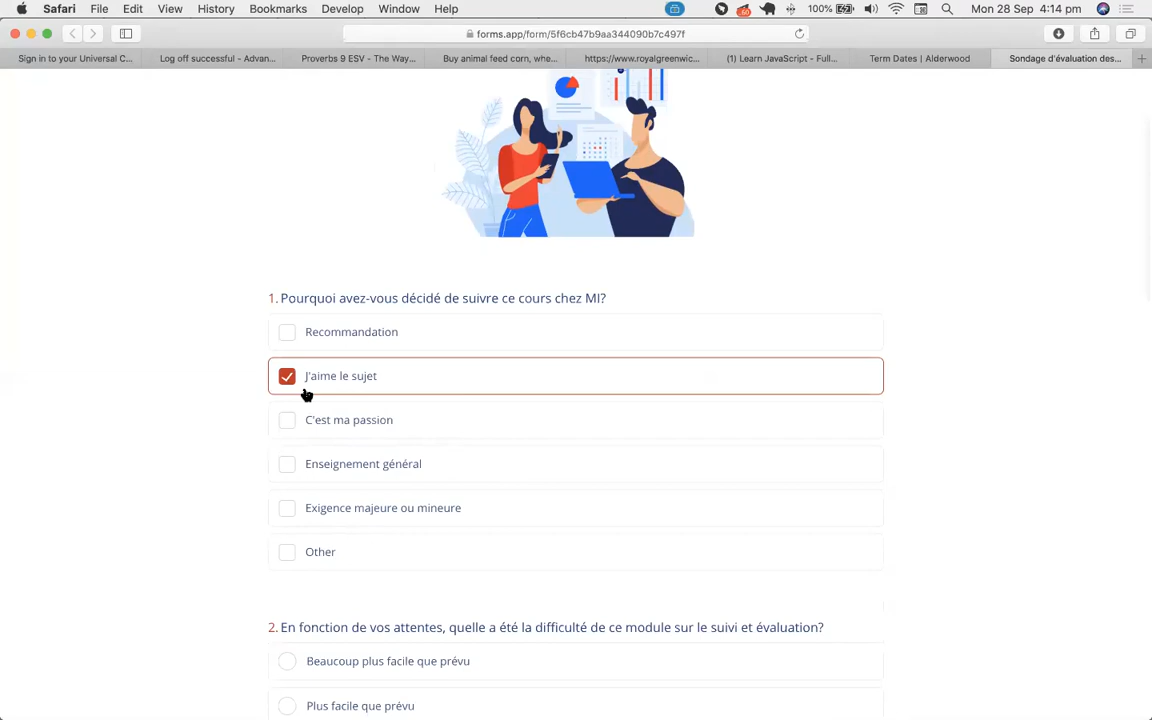 Safari File Edit View History Bookmarks Develop Window Help 100% Mon 28 Sep 4:14 pm
forms.app/form/5f6cb47b9aa344090b7c497f
Sign in to your Universal C... Log off successful - Advan... Proverbs 9 ESV - The Way... Buy animal feed corn, whe... https://www.royalgreenwic... (1) Learn JavaScript - Full... Term Dates | Alderwood Sondage d'évaluation des...
1. Pourquoi avez-vous décidé de suivre ce cours chez MI?
Recommandation
J'aime le sujet
C'est ma passion
Enseignement général
Exigence majeure ou mineure
Other
2. En fonction de vos attentes, quelle a été la difficulté de ce module sur le suivi et évaluation?
Beaucoup plus facile que prévu
Plus facile que prévu